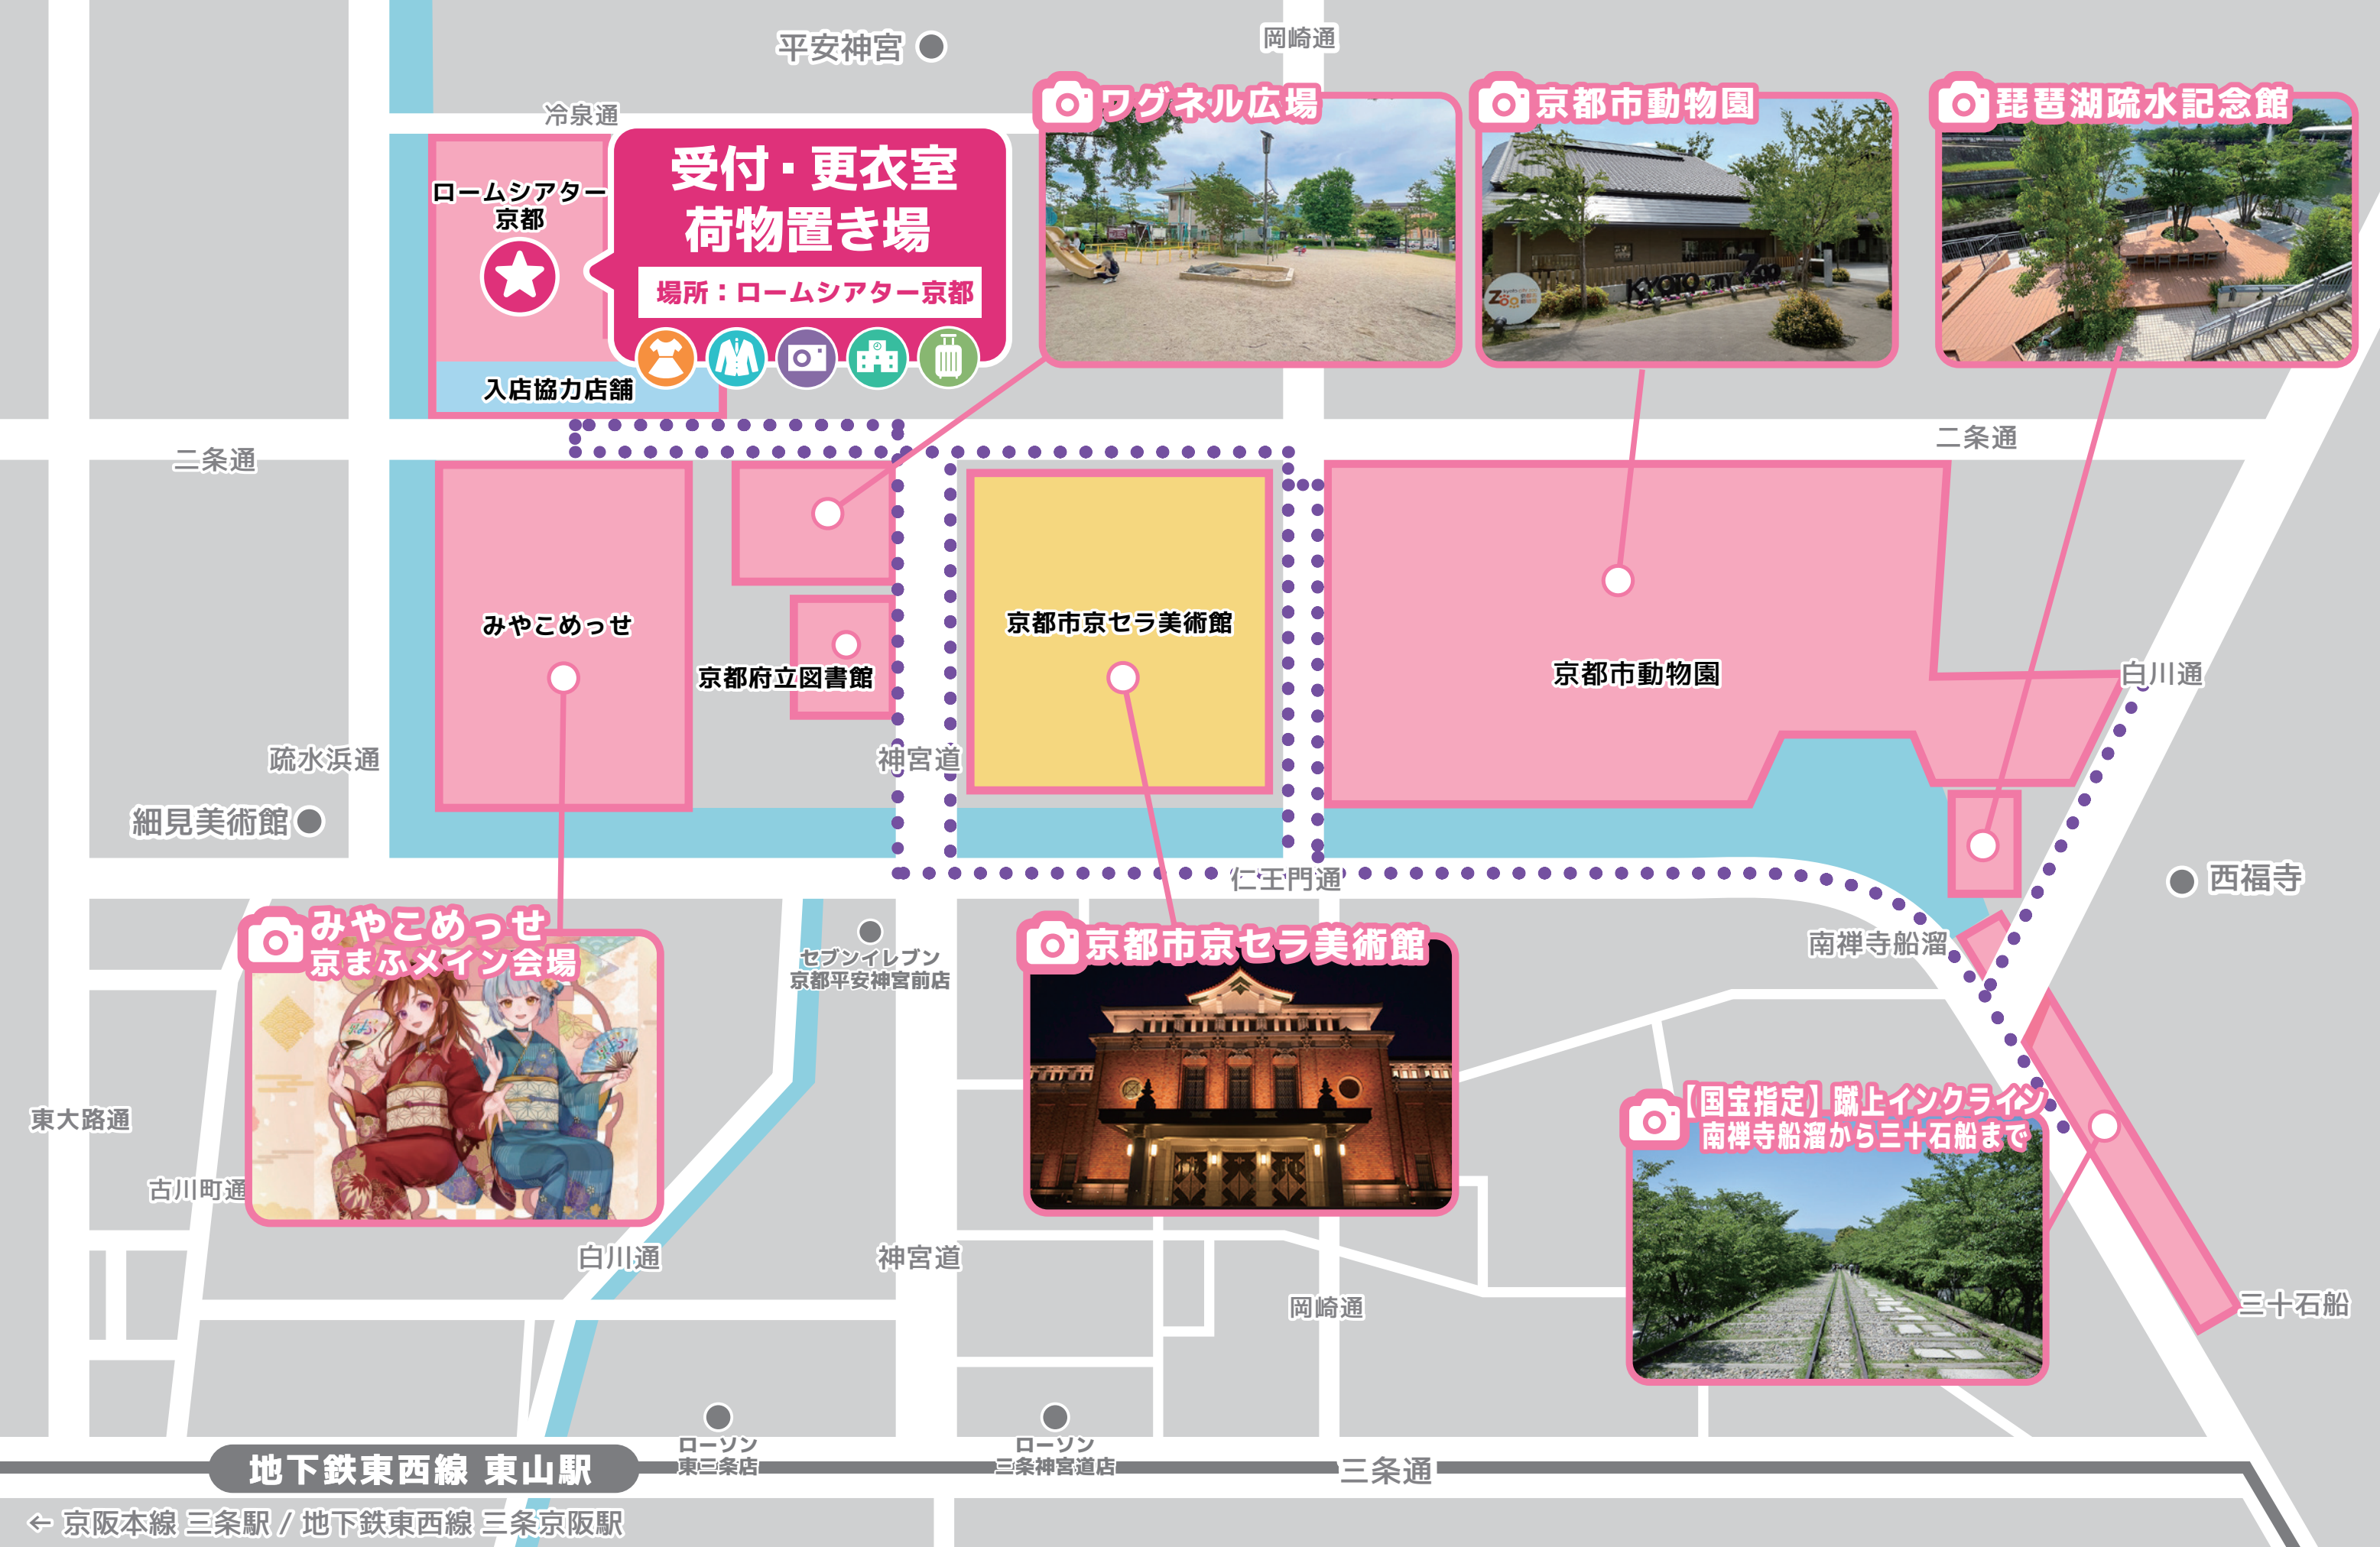 平安神宮
岡崎通
冷泉通
ワグネル広場
京都市動物園
琵琶湖疏水記念館
受付・更衣室
荷物置き場
場所：ロームシアター京都
ロームシアター
京都
入店協力店舗
KYOTO
Zoo
Zoo
二条通
二条通
みやこめっせ
京都府立図書館
京都市京セラ美術館
京都市動物園
白川通
疏水浜通
神宮道
細見美術館
仁王門通
西福寺
南禅寺船溜
みやこめっせ
京まふメイン会場
セブンイレブン
京都平安神宮前店
京都市京セラ美術館
【国宝指定】蹴上インクライン
南禅寺船溜から三十石船まで
東大路通
古川町通
白川通
神宮道
岡崎通
三十石船
地下鉄東西線 東山駅
ローソン
東三条店
ローソン
三条神宮道店
三条通
← 京阪本線 三条駅 / 地下鉄東西線 三条京阪駅